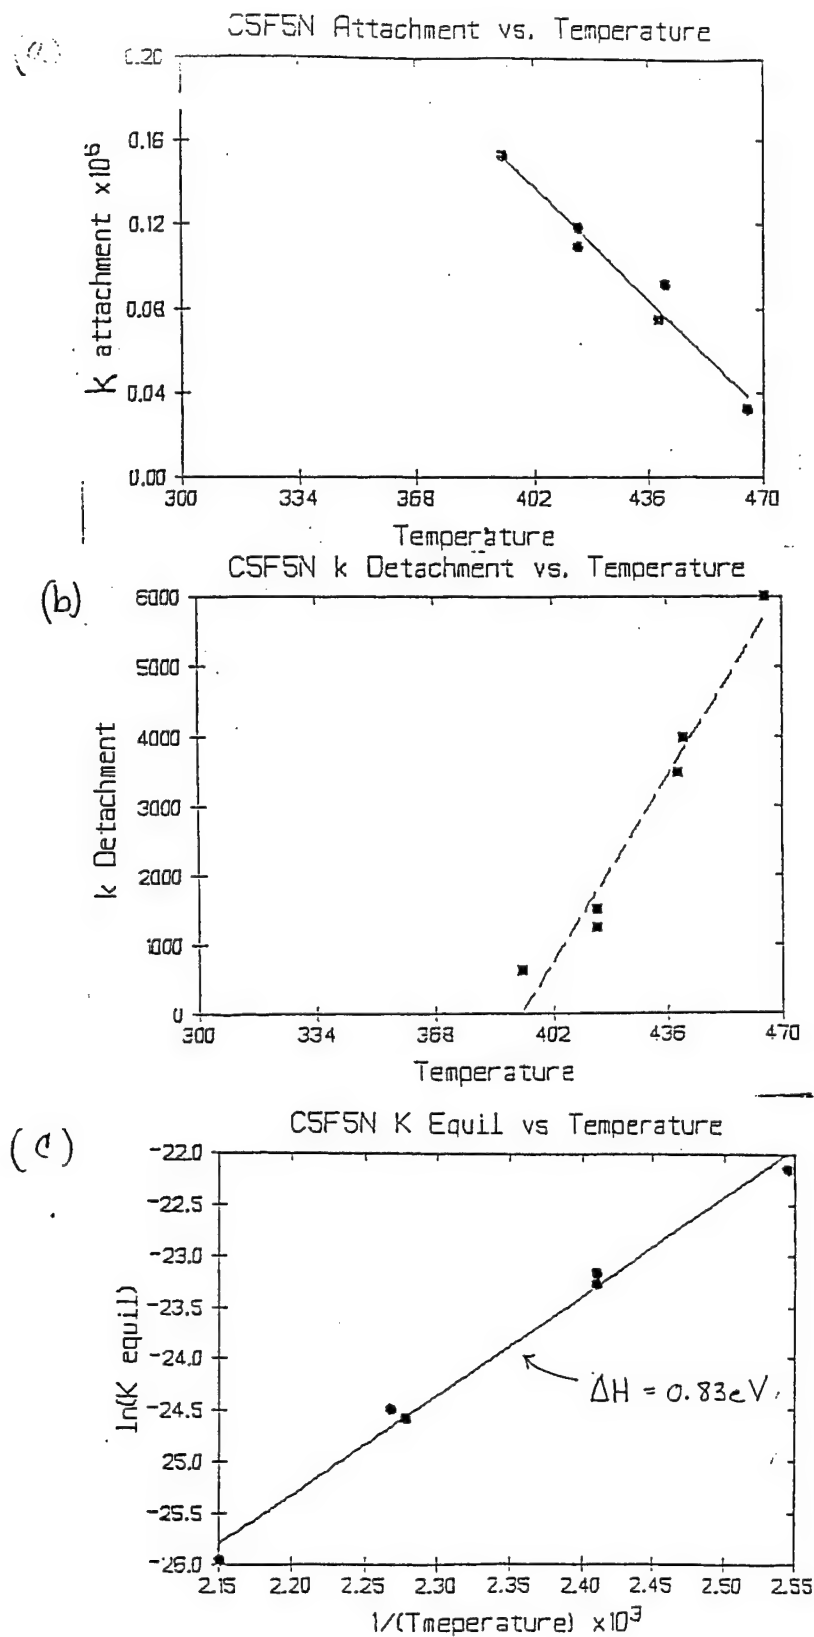 (a)
C5F5N Attachment vs. Temperature
0.20
0.16
0.12
0.08
0.04
0.00
K attachment x10⁶
300 334 368 402 436 470
Temperature
(b)
C5F5N k Detachment vs. Temperature
6000
5000
4000
3000
2000
1000
0
k Detachment
300 334 368 402 436 470
Temperature
(c)
C5F5N K Equil vs Temperature
-22.0
-22.5
-23.0
-23.5
-24.0
-24.5
-25.0
-25.5
-26.0
ln(K equil)
ΔH = 0.83eV
2.15 2.20 2.25 2.30 2.35 2.40 2.45 2.50 2.55
1/(Tmeperature) x10³